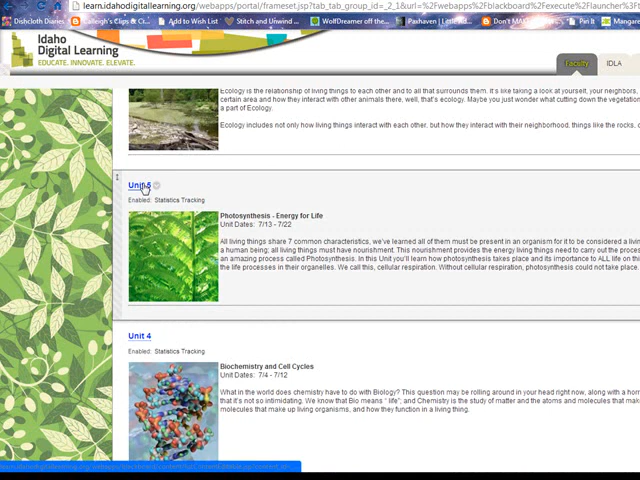 learn.idahodigitallearning.org/webapps/portal/frameset.jsp?tab_tab_group_id=_2_1&url=%2Fwebapps%2Fblackboard%2Fexecute%2Flauncher
Dishcloth Diaries
Calleigh's Clips & Cr...
Add to Wish List
Stitch and Unwind ...
WolfDreamer off the...
Paxhaven | Littlest Pe...
Don't MAK
Pin It
Idaho
Digital Learning
EDUCATE. INNOVATE. ELEVATE.
Faculty
IDLA
Ecology is the relationship of living things to each other and to all that surrounds them. It's like taking a look at yourself, your neighbors,
certain area and how they interact with other animals there, well, that's ecology. Maybe you just wonder what cutting down the vegetation
a part of Ecology.
Ecology includes not only how living things interact with each other, but how they interact with their neighborhood, things like the rocks,
Unit 5
Enabled: Statistics Tracking
Photosynthesis - Energy for Life
Unit Dates: 7/13 - 7/22
All living things share 7 common characteristics, we've learned all of them must be present in an organism for it to be considered a
a human being; all living things must have nourishment. This nourishment provides the energy living things need to carry out the
an amazing process called Photosynthesis. In this Unit you'll learn how photosynthesis takes place and its importance to ALL life on
the life processes in their organelles. We call this, cellular respiration. Without cellular respiration, photosynthesis could not take place.
Unit 4
Enabled: Statistics Tracking
Biochemistry and Cell Cycles
Unit Dates: 7/4 - 7/12
What in the world does chemistry have to do with Biology? This question may be rolling around in your head right now, along with a
that it's not so intimidating. We know that Bio means " life"; and Chemistry is the study of matter and the atoms and molecules that
molecules that make up living organisms, and how they function in a living thing.